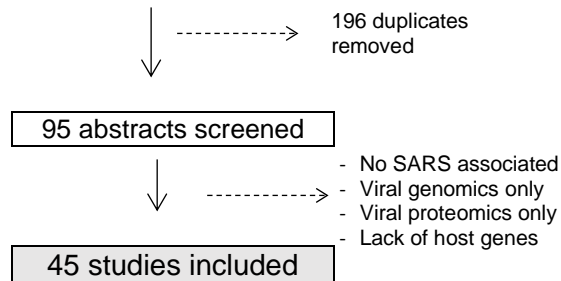 196 duplicates
removed
95 abstracts screened
- No SARS associated
- Viral genomics only
- Viral proteomics only
- Lack of host genes
45 studies included